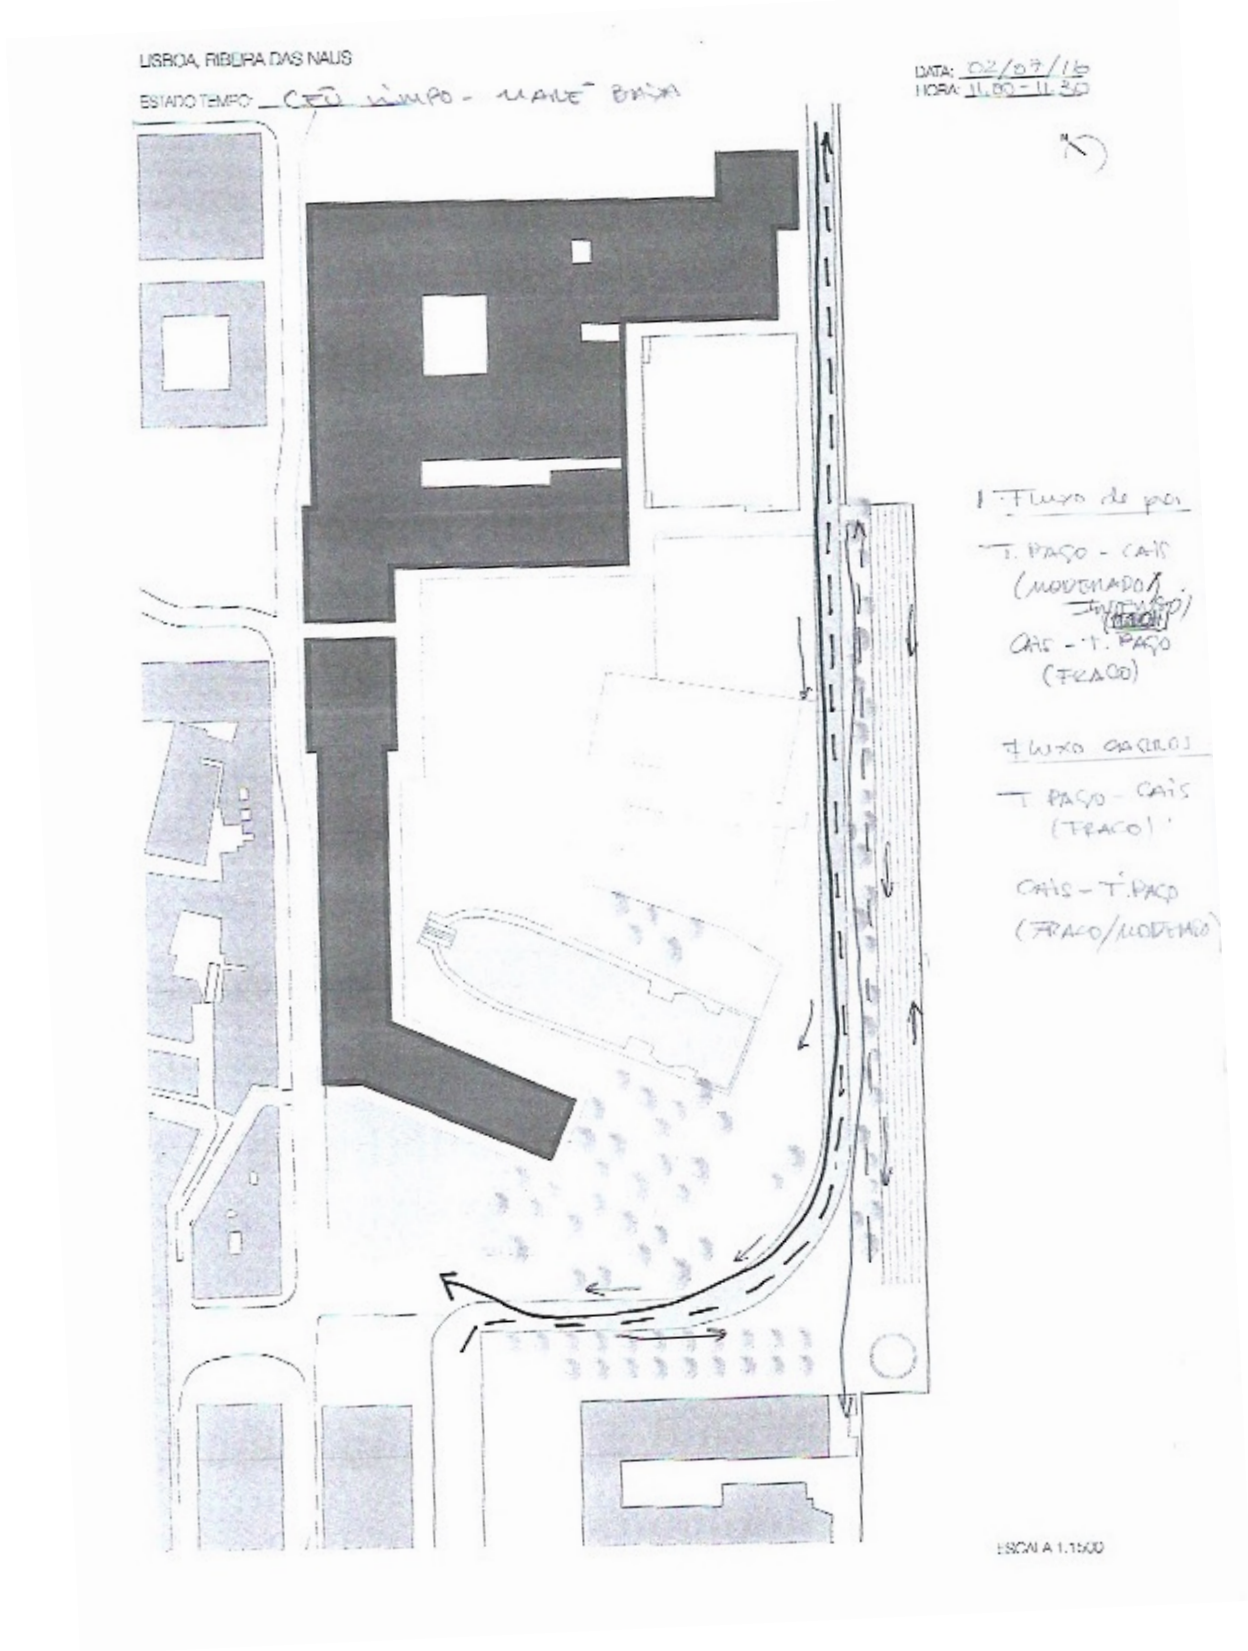 LISBOA, RIBEIRA DAS NAUS
ESTADO TEMPO: CÉU LIMPO - MARÉ BAIXA
DATA: 02/07/16
HORA: 11.00-11.30
N
Fluxo de
T. PAÇO - CAIS
(MODERADO/
INTENSO)
CAIS - T. PAÇO
(FRACO)
FLUXO CARROS
T PAÇO - CAIS
(FRACO)
CAIS - T. PAÇO
(FRACO/MODERADO)
ESCALA 1:1500